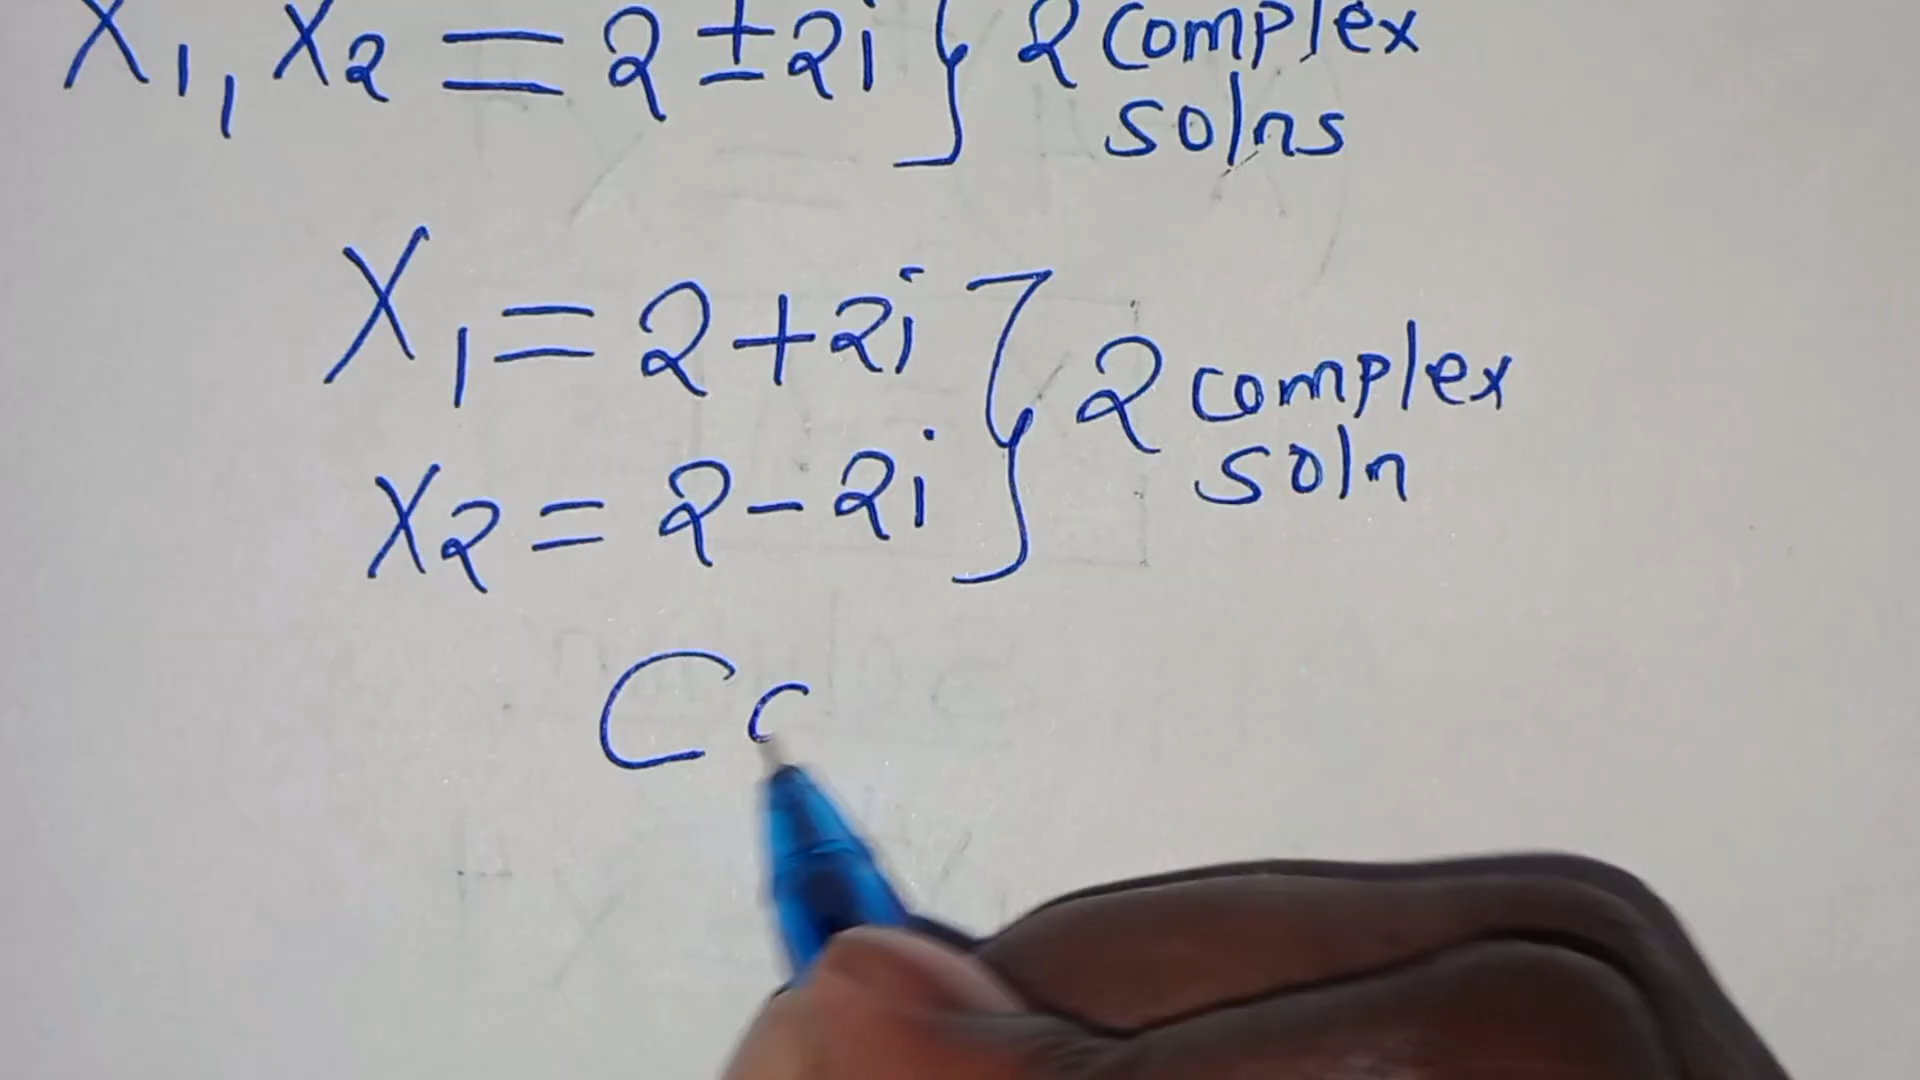 X1, X2 = 2 ± 2i } 2 complex
solns
X1 = 2 + 2i } 2 complex
X2 = 2 - 2i soln
Cc